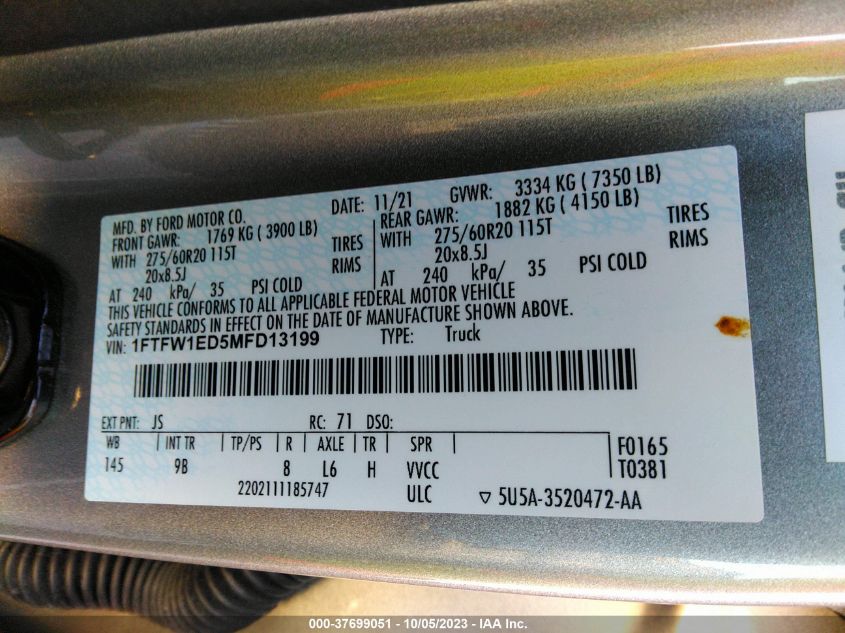 MFD. BY FORD MOTOR CO. DATE: 11/21 GVWR: 3334 KG ( 7350 LB)
FRONT GAWR: 1769 KG ( 3900 LB) REAR GAWR: 1882 KG ( 4150 LB)
WITH 275/60R20 115T TIRES WITH 275/60R20 115T TIRES
20x8.5J RIMS 20x8.5J RIMS
AT 240 kPa/ 35 PSI COLD AT 240 kPa/ 35 PSI COLD
THIS VEHICLE CONFORMS TO ALL APPLICABLE FEDERAL MOTOR VEHICLE
SAFETY STANDARDS IN EFFECT ON THE DATE OF MANUFACTURE SHOWN ABOVE.
VIN: 1FTFW1ED5MFD13199 TYPE: Truck
EXT PNT: JS RC: 71 DSO:
WB INT TR TP/PS R AXLE TR SPR F0165
145 9B 8 L6 H VVCC T0381
2202111185747 ULC ▽ 5U5A-3520472-AA
000-37699051 - 10/05/2023 - IAA Inc.